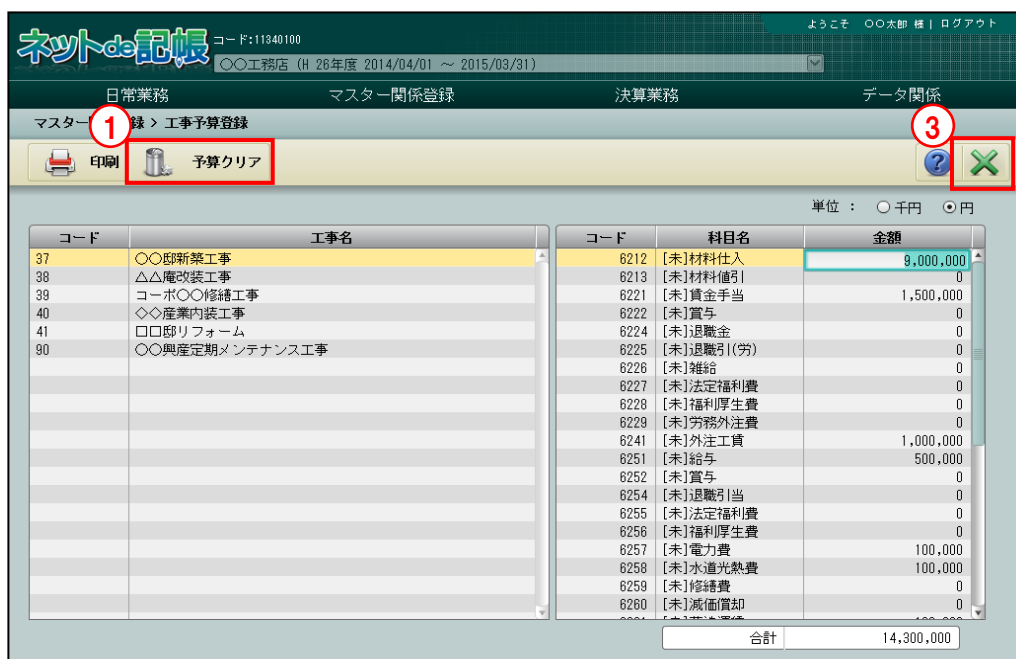 ようこそ 〇〇太郎 様 | ログアウト
ネットde記帳 コード:11340100
〇〇工務店 (H 26年度 2014/04/01 ～ 2015/03/31)
日常業務 マスター関係登録 決算業務 データ関係
マスター 録 > 工事予算登録
① ③
印刷 予算クリア ?
単位 : 千円 円
コード 工事名
37 〇〇邸新築工事
38 △△庵改装工事
39 コーポ〇〇修繕工事
40 ◇◇産業内装工事
41 □□邸リフォーム
90 〇〇興産定期メンテナンス工事
コード 科目名 金額
6212 [未]材料仕入 9,000,000
6213 [未]材料値引 0
6221 [未]賃金手当 1,500,000
6222 [未]賞与 0
6224 [未]退職金 0
6225 [未]退職引(労) 0
6226 [未]雑給 0
6227 [未]法定福利費 0
6228 [未]福利厚生費 0
6229 [未]労務外注費 0
6241 [未]外注工賃 1,000,000
6251 [未]給与 500,000
6252 [未]賞与 0
6254 [未]退職引当 0
6255 [未]法定福利費 0
6256 [未]福利厚生費 0
6257 [未]電力費 100,000
6258 [未]水道光熱費 100,000
6259 [未]修繕費 0
6260 [未]減価償却 0
合計 14,300,000